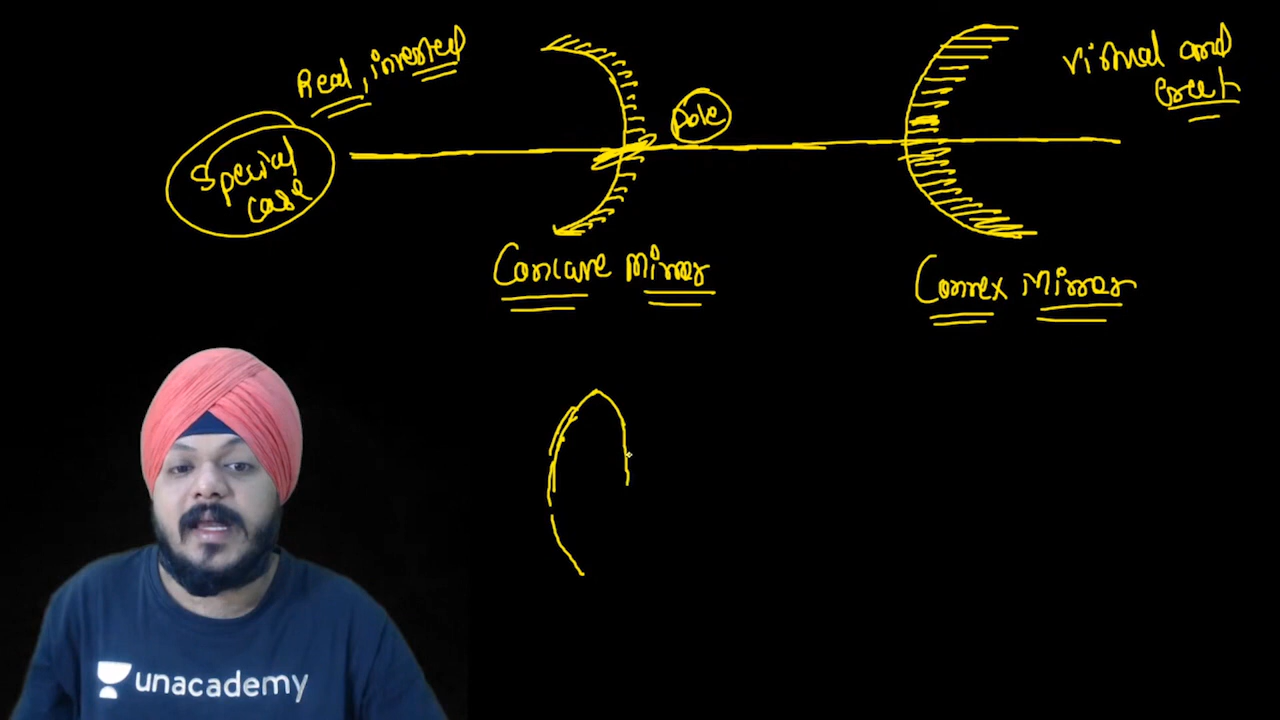 Real, inverted
Special
case
Pole
Virtual and
Erect
Concave Mirror
Convex Mirror
unacademy